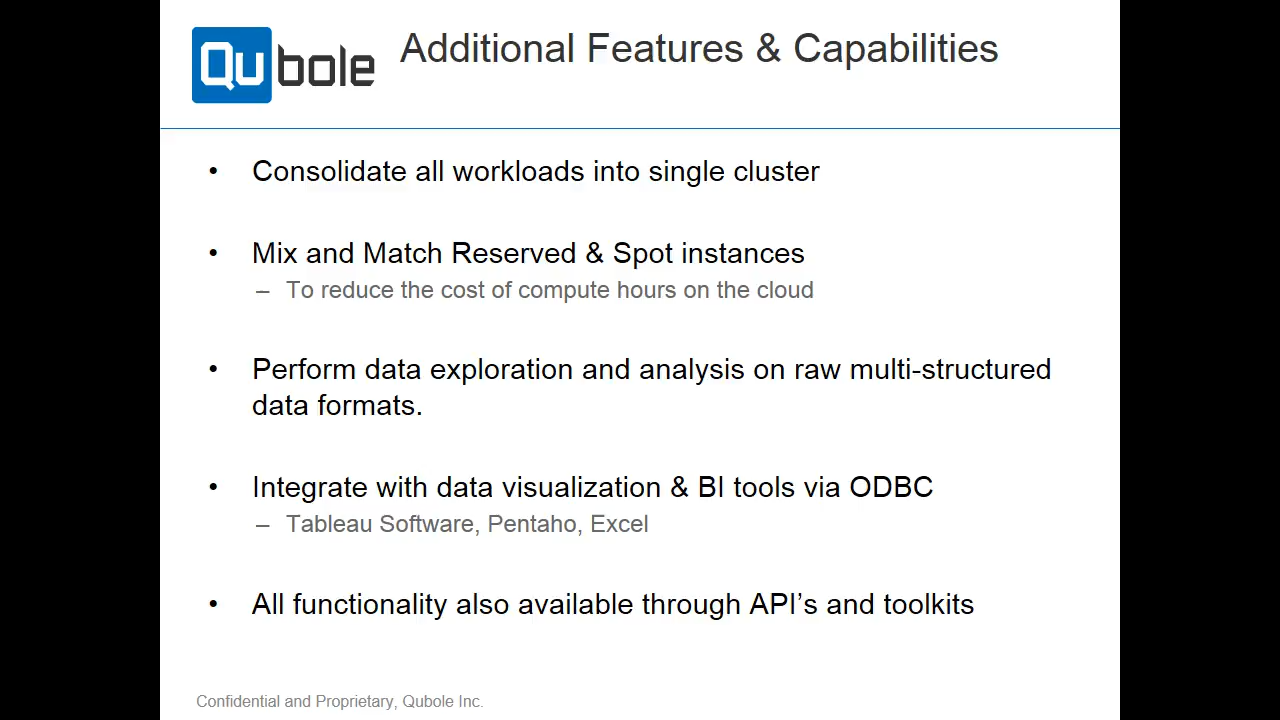 Qubole
Additional Features & Capabilities
• Consolidate all workloads into single cluster
• Mix and Match Reserved & Spot instances
– To reduce the cost of compute hours on the cloud
• Perform data exploration and analysis on raw multi-structured
data formats.
• Integrate with data visualization & BI tools via ODBC
– Tableau Software, Pentaho, Excel
• All functionality also available through API’s and toolkits
Confidential and Proprietary, Qubole Inc.